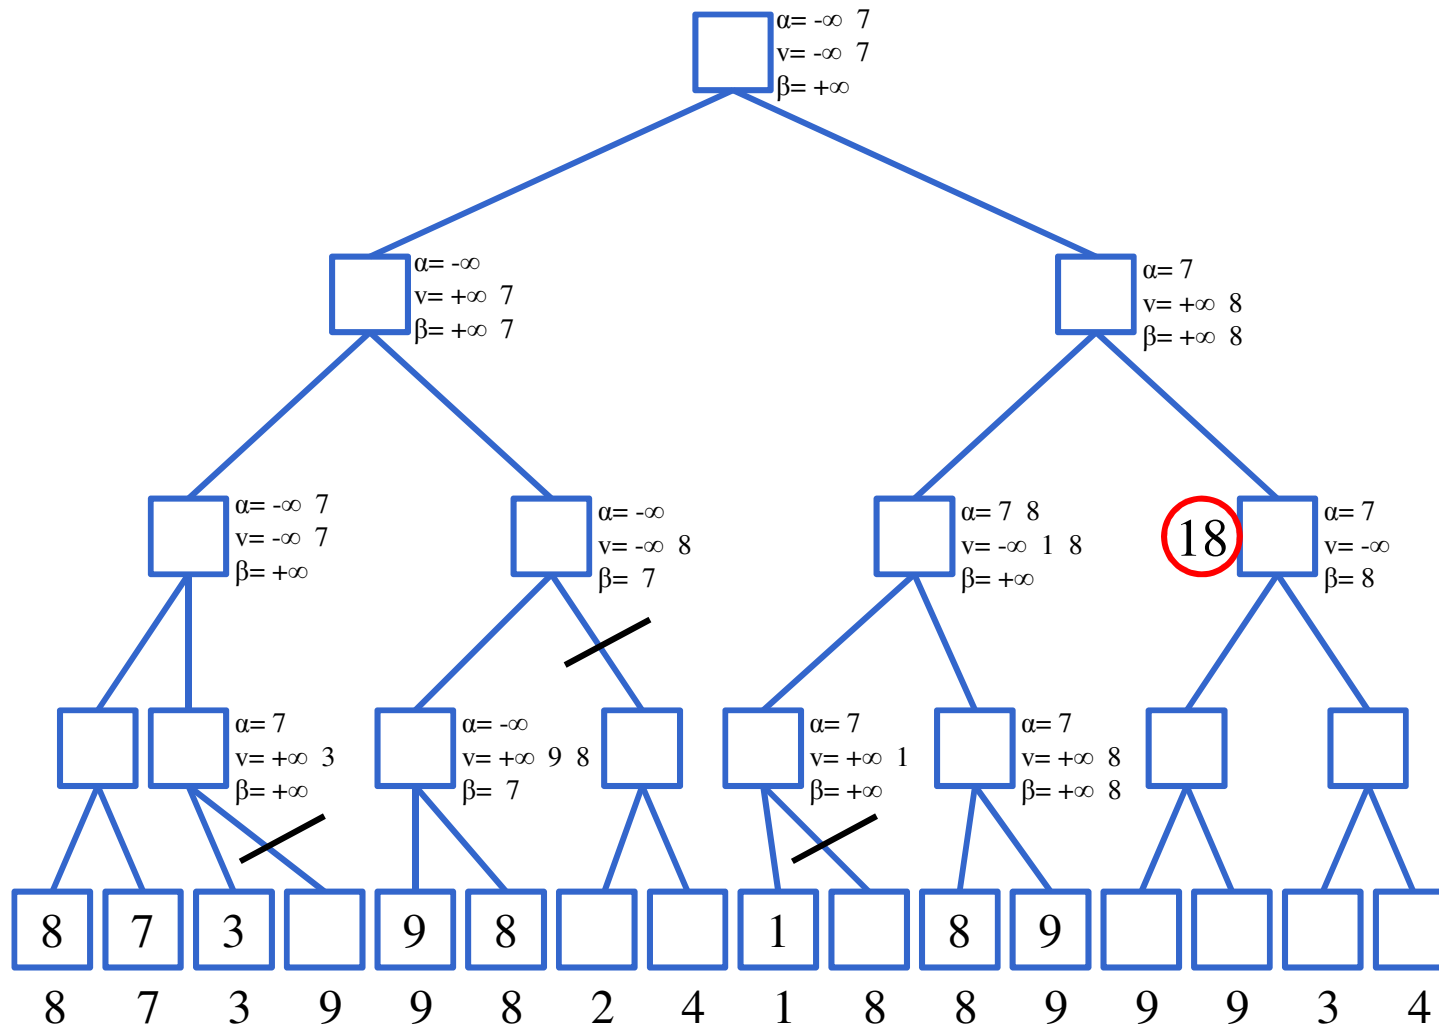 α= -∞ 7
v= -∞ 7
β= +∞
α= -∞
v= +∞ 7
β= +∞ 7
α= 7
v= +∞ 8
β= +∞ 8
α= -∞ 7
v= -∞ 7
β= +∞
α= -∞
v= -∞ 8
β= 7
α= 7 8
v= -∞ 1 8
β= +∞
18
α= 7
v= -∞
β= 8
α= 7
v= +∞ 3
β= +∞
α= -∞
v= +∞ 9 8
β= 7
α= 7
v= +∞ 1
β= +∞
α= 7
v= +∞ 8
β= +∞ 8
8 7 3 9 8 1 8 9
8 7 3 9 9 8 2 4 1 8 8 9 9 9 3 4